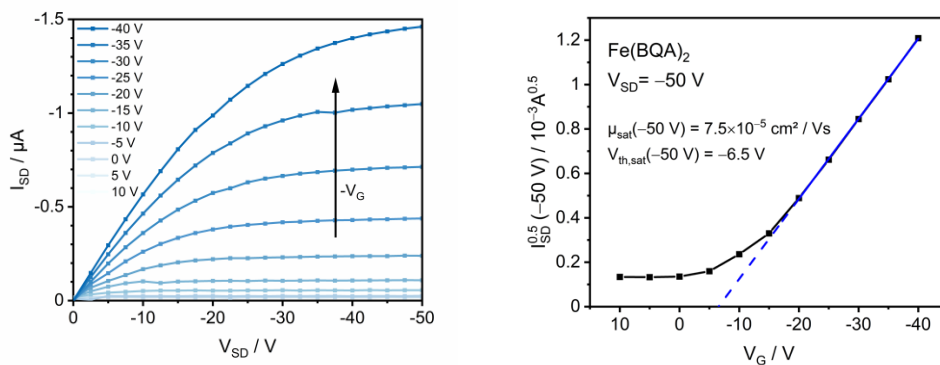 -1.5
-1
-0.5
0
I_SD / µA
-40 V
-35 V
-30 V
-25 V
-20 V
-15 V
-10 V
-5 V
0 V
5 V
10 V
-V_G
0 -10 -20 -30 -40 -50
V_SD / V
1.2
1.0
0.8
0.6
0.4
0.2
0
I_SD^0.5 (−50 V) / 10^-3 A^0.5
Fe(BQA)₂
V_SD = −50 V
µ_sat(-50 V) = 7.5×10⁻⁵ cm² / Vs
V_th,sat(-50 V) = −6.5 V
10 0 -10 -20 -30 -40
V_G / V